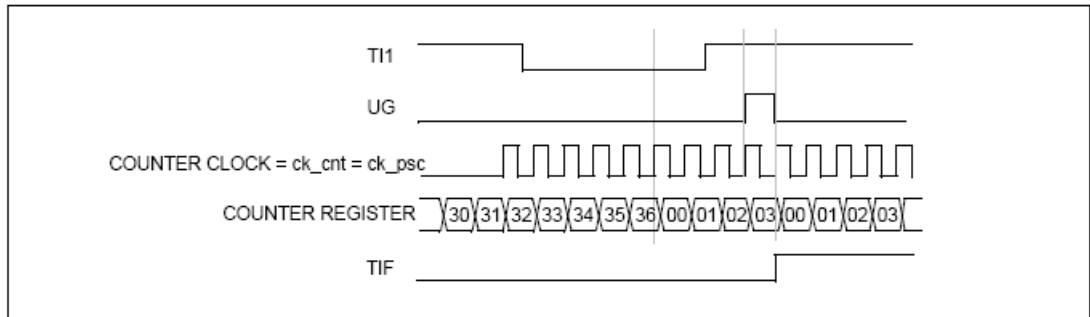 TI1
UG
COUNTER CLOCK = ck_cnt = ck_psc
COUNTER REGISTER 30 31 32 33 34 35 36 00 01 02 03 00 01 02 03
TIF